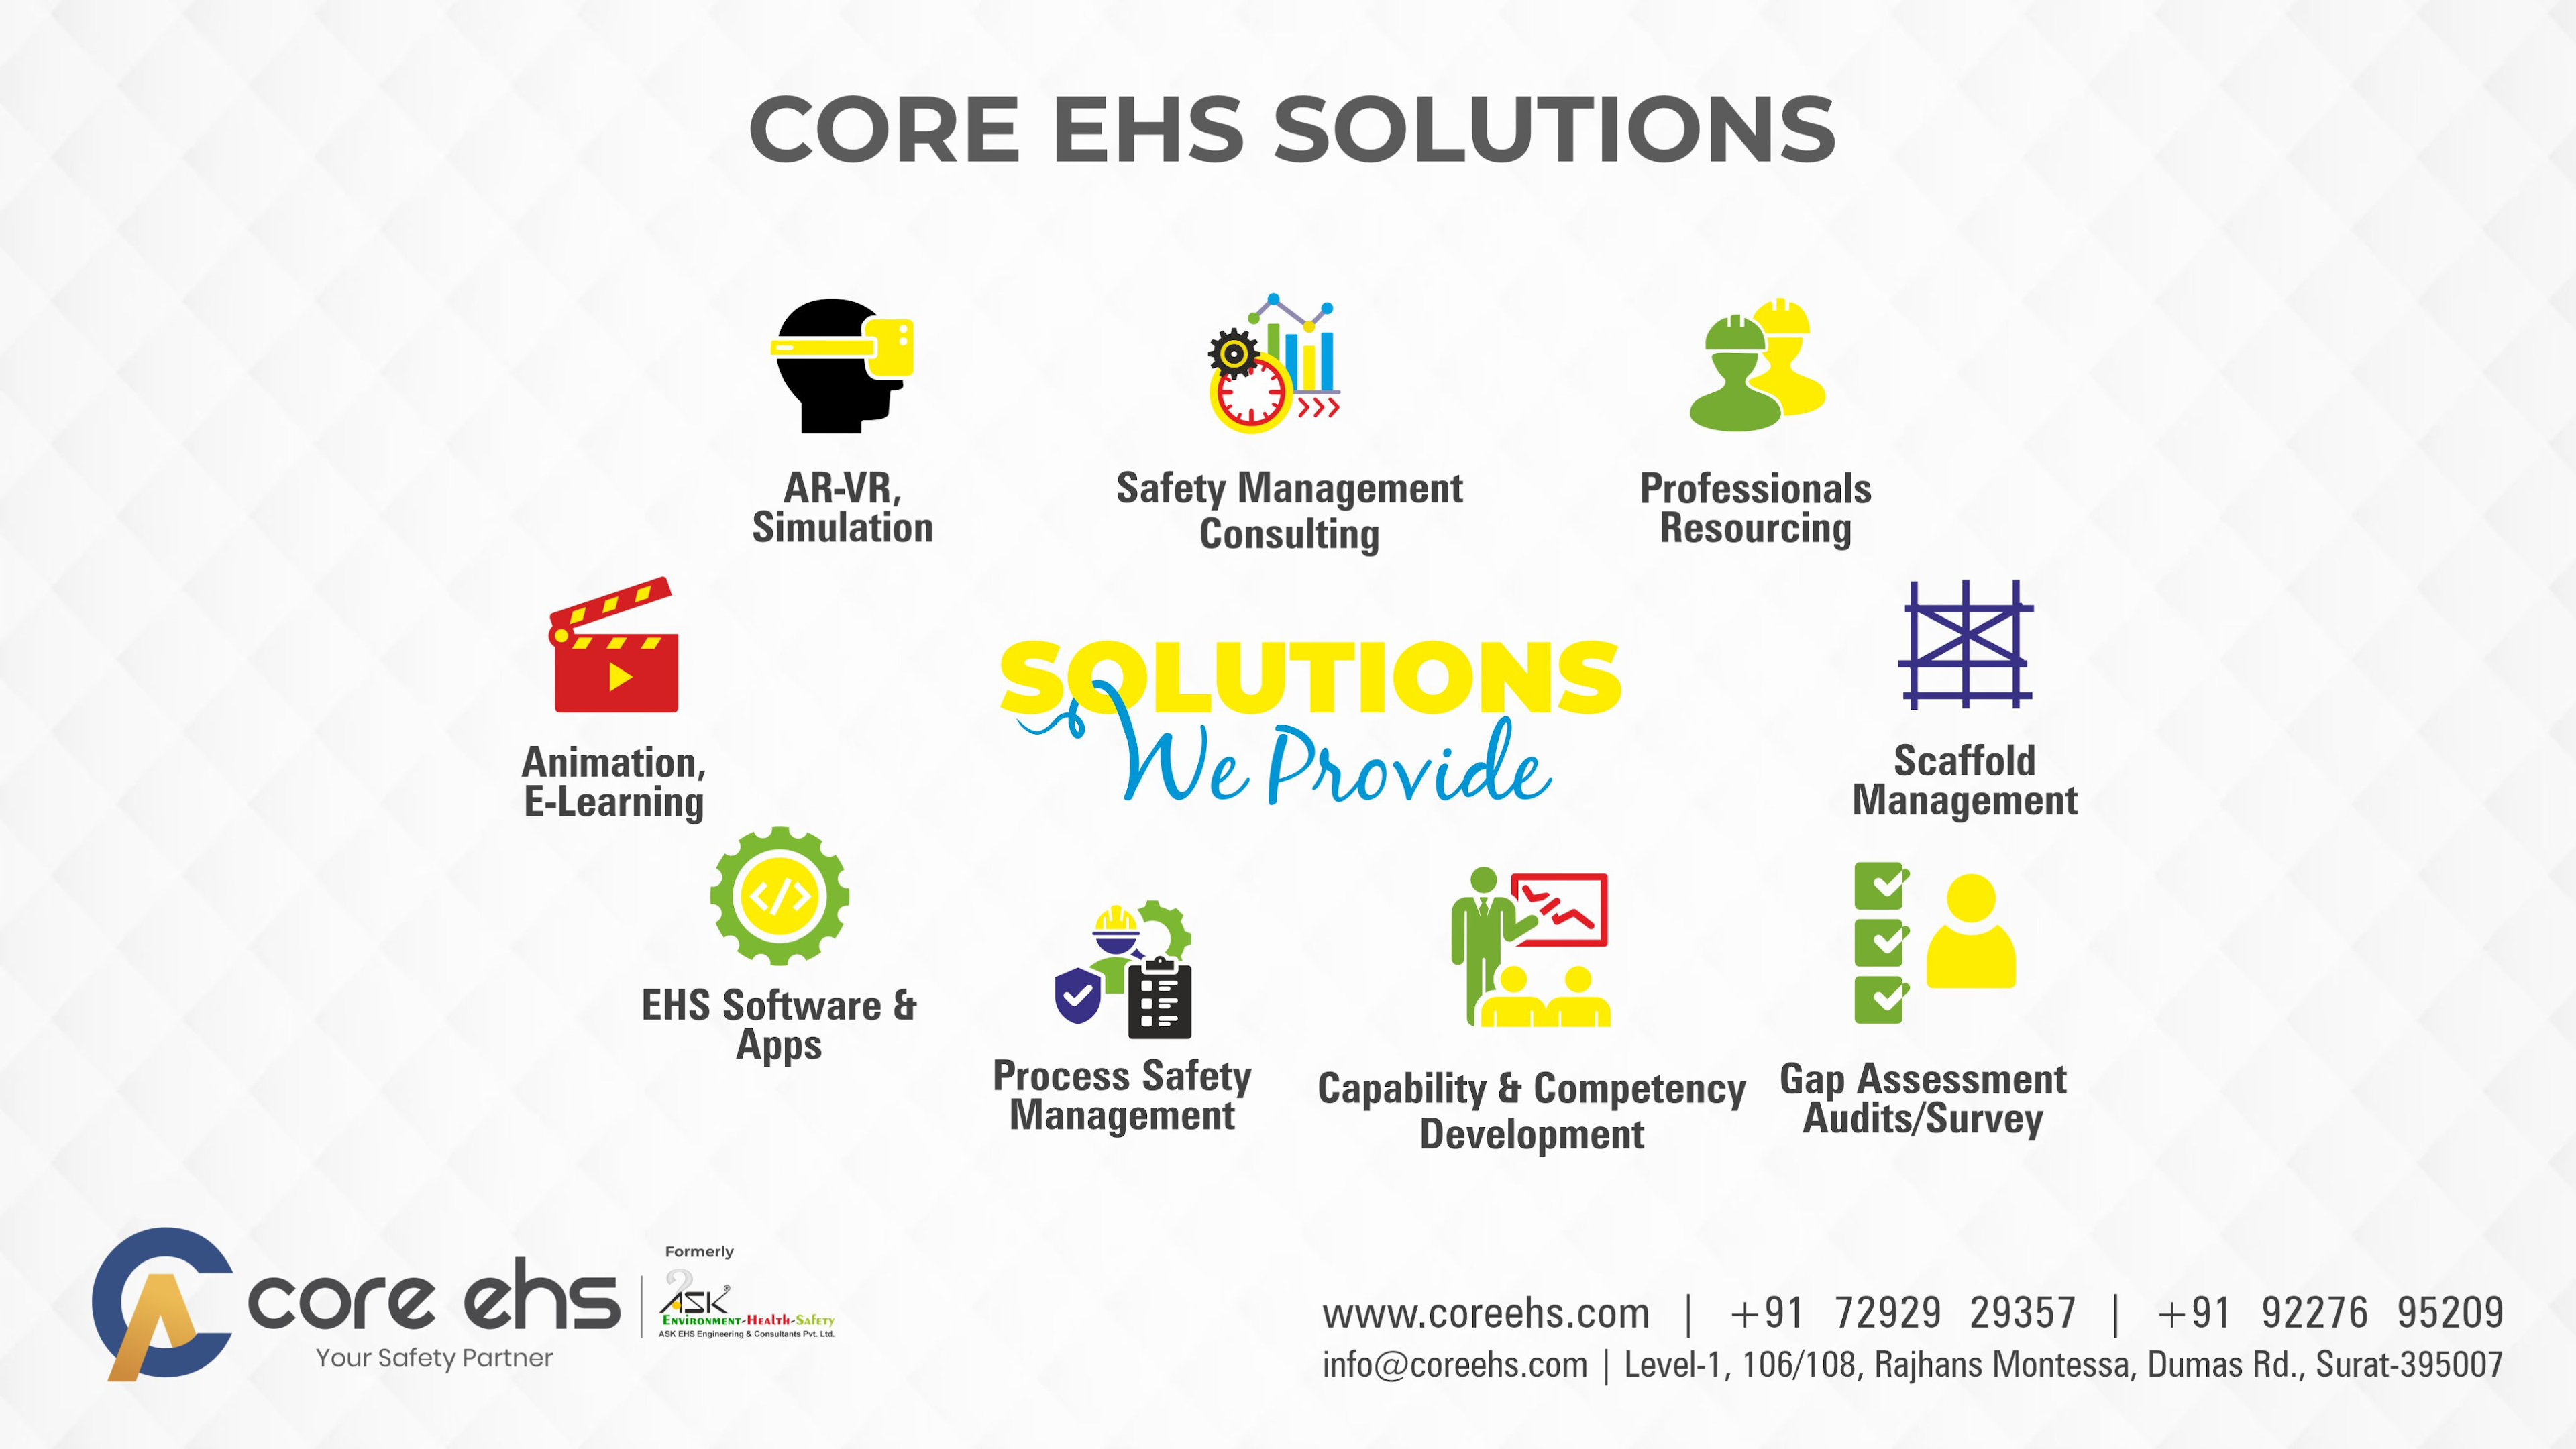 CORE EHS SOLUTIONS
AR-VR,
Simulation
Safety Management
Consulting
Professionals
Resourcing
Animation,
E-Learning
SOLUTIONS
We Provide
Scaffold
Management
EHS Software &
Apps
Process Safety
Management
Capability & Competency
Development
Gap Assessment
Audits/Survey
core ehs
Your Safety Partner
Formerly
ASK®
Environment-Health-Safety
ASK EHS Engineering & Consultants Pvt. Ltd.
www.coreehs.com | +91 72929 29357 | +91 92276 95209
info@coreehs.com | Level-1, 106/108, Rajhans Montessa, Dumas Rd., Surat-395007